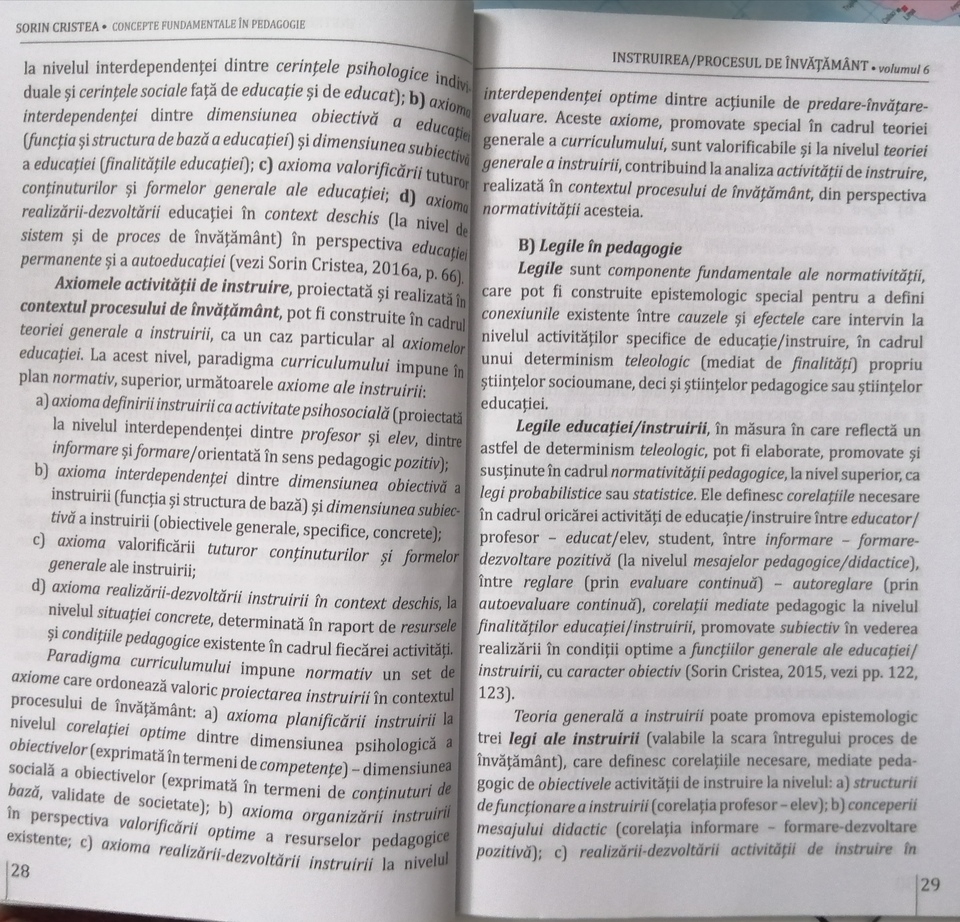 SORIN CRISTEA • CONCEPTE FUNDAMENTALE ÎN PEDAGOGIE
la nivelul interdependenței dintre cerințele psihologice indivi-
duale și cerințele sociale față de educație și de educat); b) axioma
interdependenței dintre dimensiunea obiectivă a educației
(funcția și structura de bază a educației) și dimensiunea subiectivă
a educației (finalitățile educației); c) axioma valorificării tuturor
conținuturilor și formelor generale ale educației; d) axioma
realizării-dezvoltării educației în context deschis (la nivel de
sistem și de proces de învățământ) în perspectiva educației
permanente și a autoeducației (vezi Sorin Cristea, 2016a, p. 66).
Axiomele activității de instruire, proiectată și realizată în
contextul procesului de învățământ, pot fi construite în cadrul
teoriei generale a instruirii, ca un caz particular al axiomelor
educației. La acest nivel, paradigma curriculumului impune în
plan normativ, superior, următoarele axiome ale instruirii:
a) axioma definirii instruirii ca activitate psihosocială (proiectată
la nivelul interdependenței dintre profesor și elev, dintre
informare și formare/orientată în sens pedagogic pozitiv);
b) axioma interdependenței dintre dimensiunea obiectivă a
instruirii (funcția și structura de bază) și dimensiunea subiec-
tivă a instruirii (obiectivele generale, specifice, concrete);
c) axioma valorificării tuturor conținuturilor și formelor
generale ale instruirii;
d) axioma realizării-dezvoltării instruirii în context deschis, la
nivelul situației concrete, determinată în raport de resursele
și condițiile pedagogice existente în cadrul fiecărei activități.
Paradigma curriculumului impune normativ un set de
axiome care ordonează valoric proiectarea instruirii în contextul
procesului de învățământ: a) axioma planificării instruirii la
nivelul corelației optime dintre dimensiunea psihologică a
obiectivelor (exprimată în termeni de competențe) – dimensiunea
socială a obiectivelor (exprimată în termeni de conținuturi de
bază, validate de societate); b) axioma organizării instruirii
în perspectiva valorificării optime a resurselor pedagogice
existente; c) axioma realizării-dezvoltării instruirii la nivelul
28
INSTRUIREA/PROCESUL DE ÎNVĂȚĂMÂNT • volumul 6
interdependenței optime dintre acțiunile de predare-învățare-
evaluare. Aceste axiome, promovate special în cadrul teoriei
generale a curriculumului, sunt valorificabile și la nivelul teoriei
generale a instruirii, contribuind la analiza activității de instruire,
realizată în contextul procesului de învățământ, din perspectiva
normativității acesteia.
B) Legile în pedagogie
Legile sunt componente fundamentale ale normativității,
care pot fi construite epistemologic special pentru a defini
conexiunile existente între cauzele și efectele care intervin la
nivelul activităților specifice de educație/instruire, în cadrul
unui determinism teleologic (mediat de finalități) propriu
științelor socioumane, deci și științelor pedagogice sau științelor
educației.
Legile educației/instruirii, în măsura în care reflectă un
astfel de determinism teleologic, pot fi elaborate, promovate și
susținute în cadrul normativității pedagogice, la nivel superior, ca
legi probabilistice sau statistice. Ele definesc corelațiile necesare
în cadrul oricărei activități de educație/instruire între educator/
profesor – educat/elev, student, între informare – formare-
dezvoltare pozitivă (la nivelul mesajelor pedagogice/didactice),
între reglare (prin evaluare continuă) – autoreglare (prin
autoevaluare continuă), corelații mediate pedagogic la nivelul
finalităților educației/instruirii, promovate subiectiv în vederea
realizării în condiții optime a funcțiilor generale ale educației/
instruirii, cu caracter obiectiv (Sorin Cristea, 2015, vezi pp. 122,
123).
Teoria generală a instruirii poate promova epistemologic
trei legi ale instruirii (valabile la scara întregului proces de
învățământ), care definesc corelațiile necesare, mediate peda-
gogic de obiectivele activității de instruire la nivelul: a) structurii
de funcționare a instruirii (corelația profesor – elev); b) conceperii
mesajului didactic (corelația informare – formare-dezvoltare
pozitivă); c) realizării-dezvoltării activității de instruire în
29